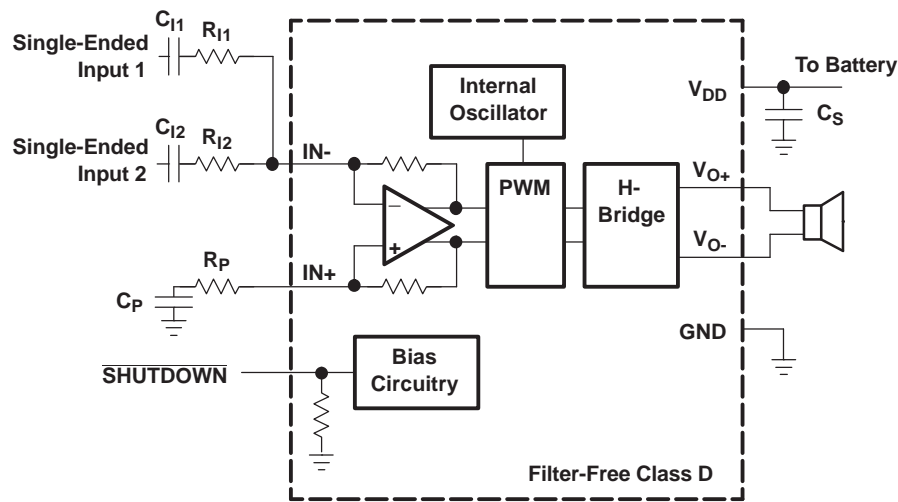 C_I1
R_I1
Single-Ended
Input 1
C_I2
R_I2
Single-Ended
Input 2
IN-
R_P
IN+
C_P
SHUTDOWN
Internal
Oscillator
PWM
H-
Bridge
−
+
Bias
Circuitry
V_DD
To Battery
C_S
V_O+
V_O-
GND
Filter-Free Class D